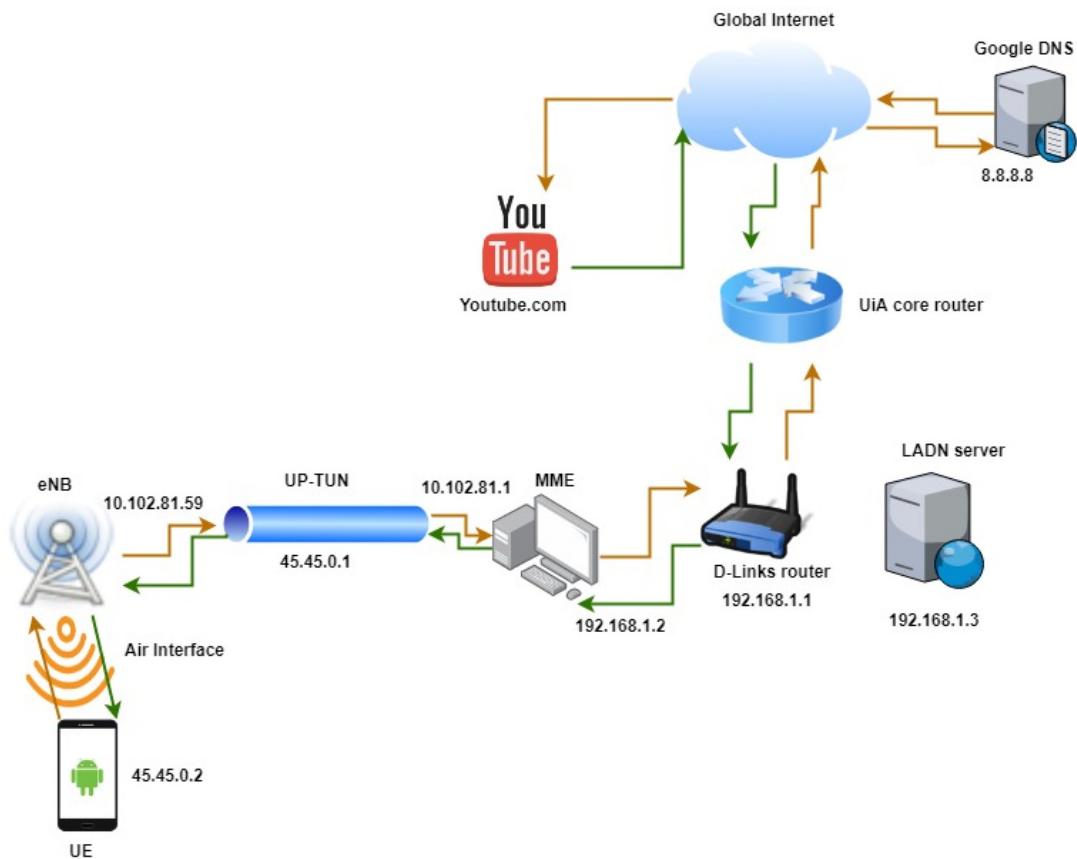 Global Internet
Google DNS
8.8.8.8
You
Tube
Youtube.com
UiA core router
LADN server
eNB
UP-TUN
MME
10.102.81.59
10.102.81.1
45.45.0.1
D-Links router
192.168.1.1
192.168.1.2
192.168.1.3
Air Interface
45.45.0.2
UE